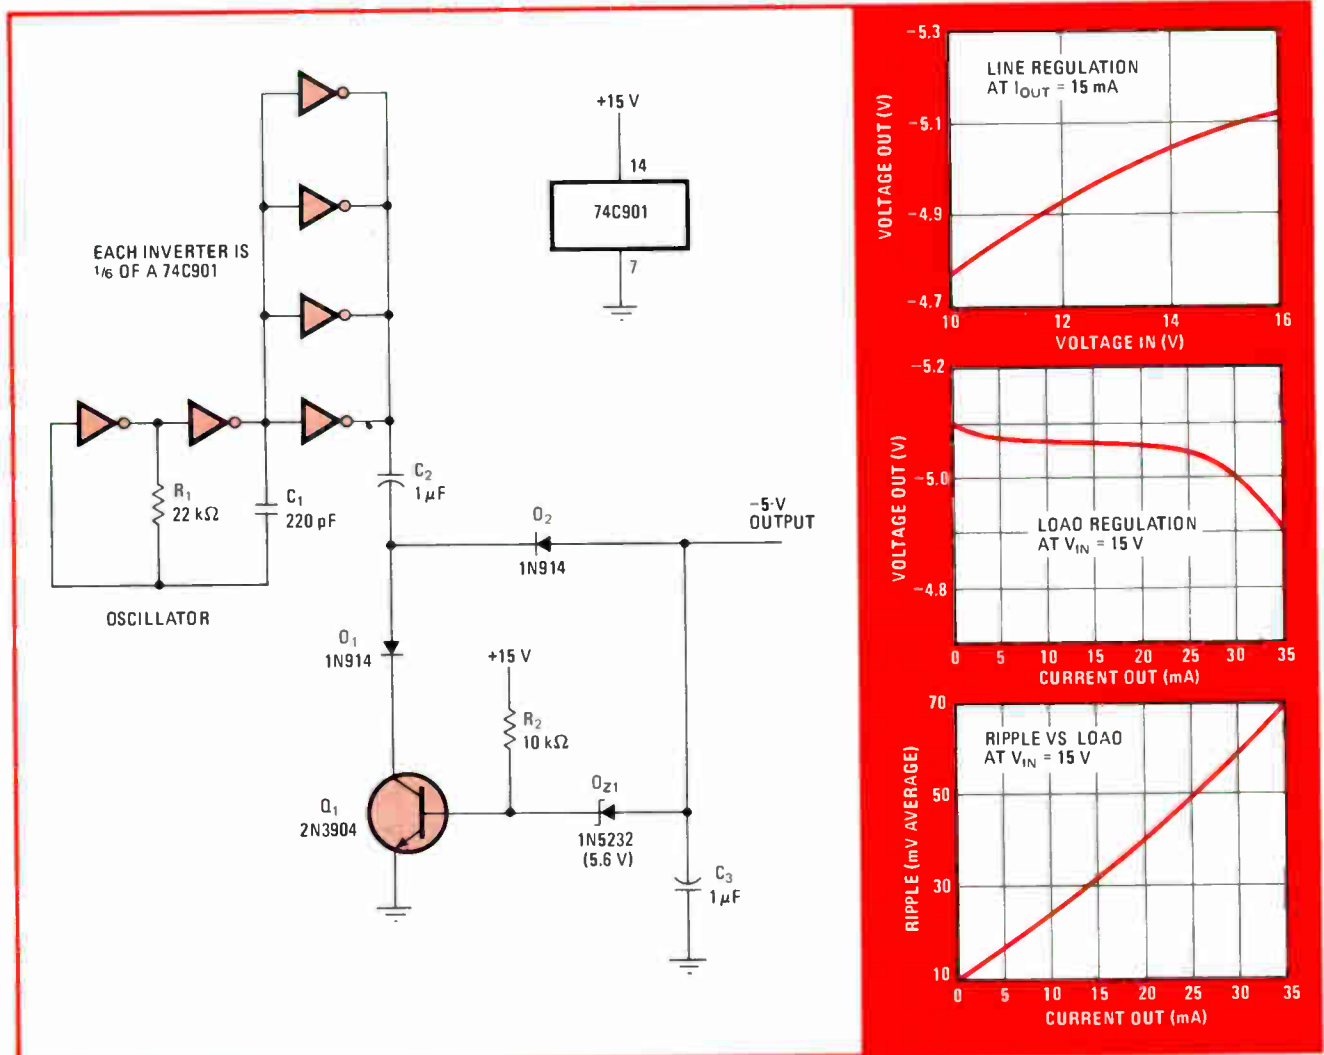 EACH INVERTER IS
1/6 OF A 74C901
+15 V
14
74C901
7
R1
22 kΩ
C1
220 pF
C2
1 µF
OSCILLATOR
D2
1N914
-5-V
OUTPUT
D1
1N914
+15 V
R2
10 kΩ
Q1
2N3904
DZ1
1N5232
(5.6 V)
C3
1 µF
LINE REGULATION
AT IOUT = 15 mA
VOLTAGE OUT (V)
-5.3
-5.1
-4.9
-4.7
10 12 14 16
VOLTAGE IN (V)
LOAD REGULATION
AT VIN = 15 V
VOLTAGE OUT (V)
-5.2
-5.0
-4.8
0 5 10 15 20 25 30 35
CURRENT OUT (mA)
RIPPLE VS LOAD
AT VIN = 15 V
RIPPLE (mV AVERAGE)
70
50
30
10
0 5 10 15 20 25 30 35
CURRENT OUT (mA)